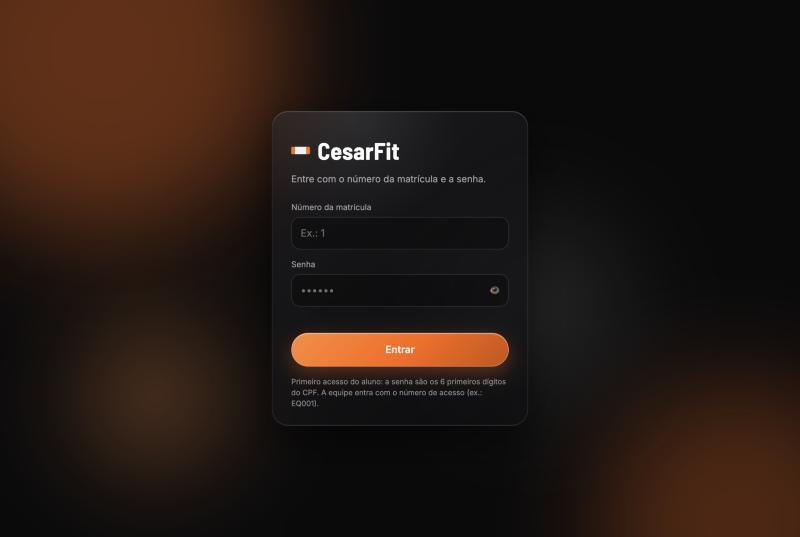 CesarFit
Entre com o número da matrícula e a senha.
Número da matrícula
Ex.: 1
Senha
••••••
Entrar
Primeiro acesso do aluno: a senha são os 6 primeiros dígitos
do CPF. A equipe entra com o número de acesso (ex.:
EQ001).